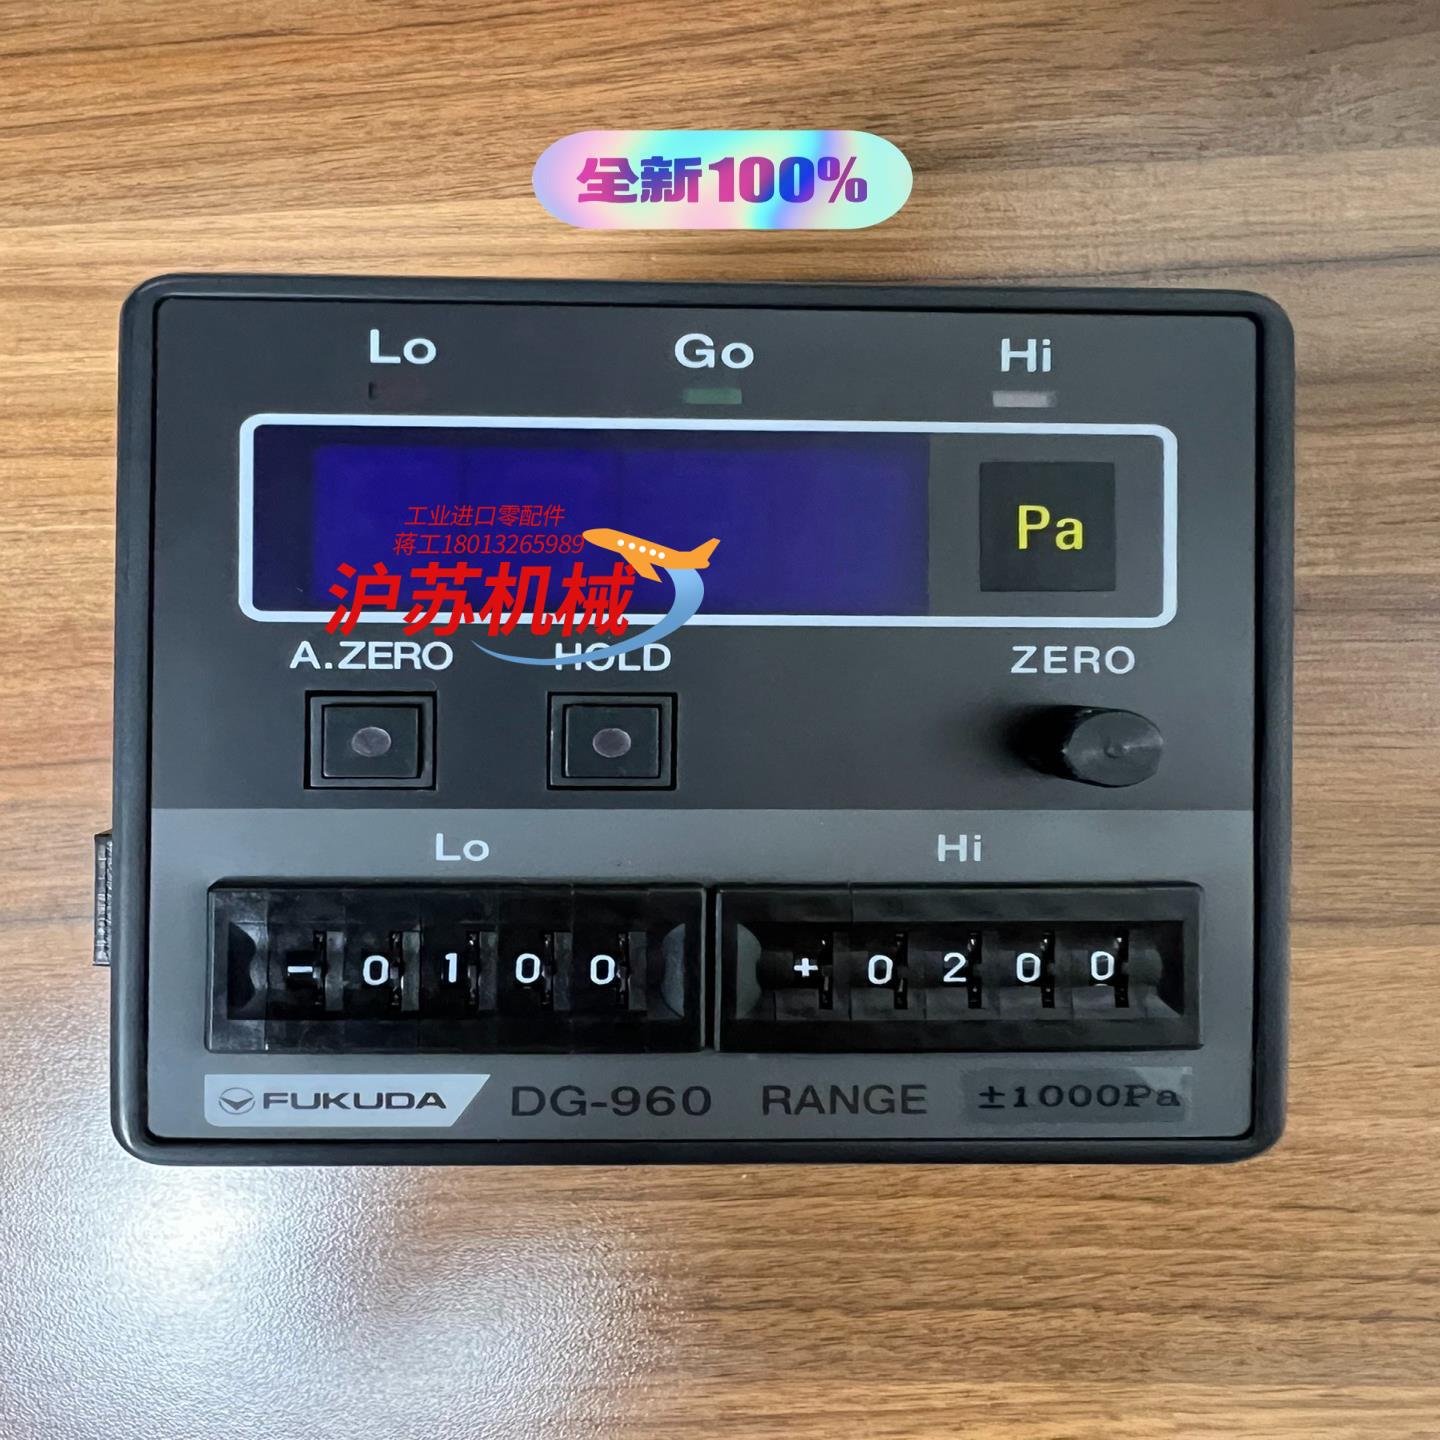 全新100%
Lo Go Hi
Pa
工业进口零配件
蒋工18013265989
沪苏机械
A.ZERO HOLD ZERO
Lo Hi
-0100 +0200
FUKUDA DG-960 RANGE ±1000Pa